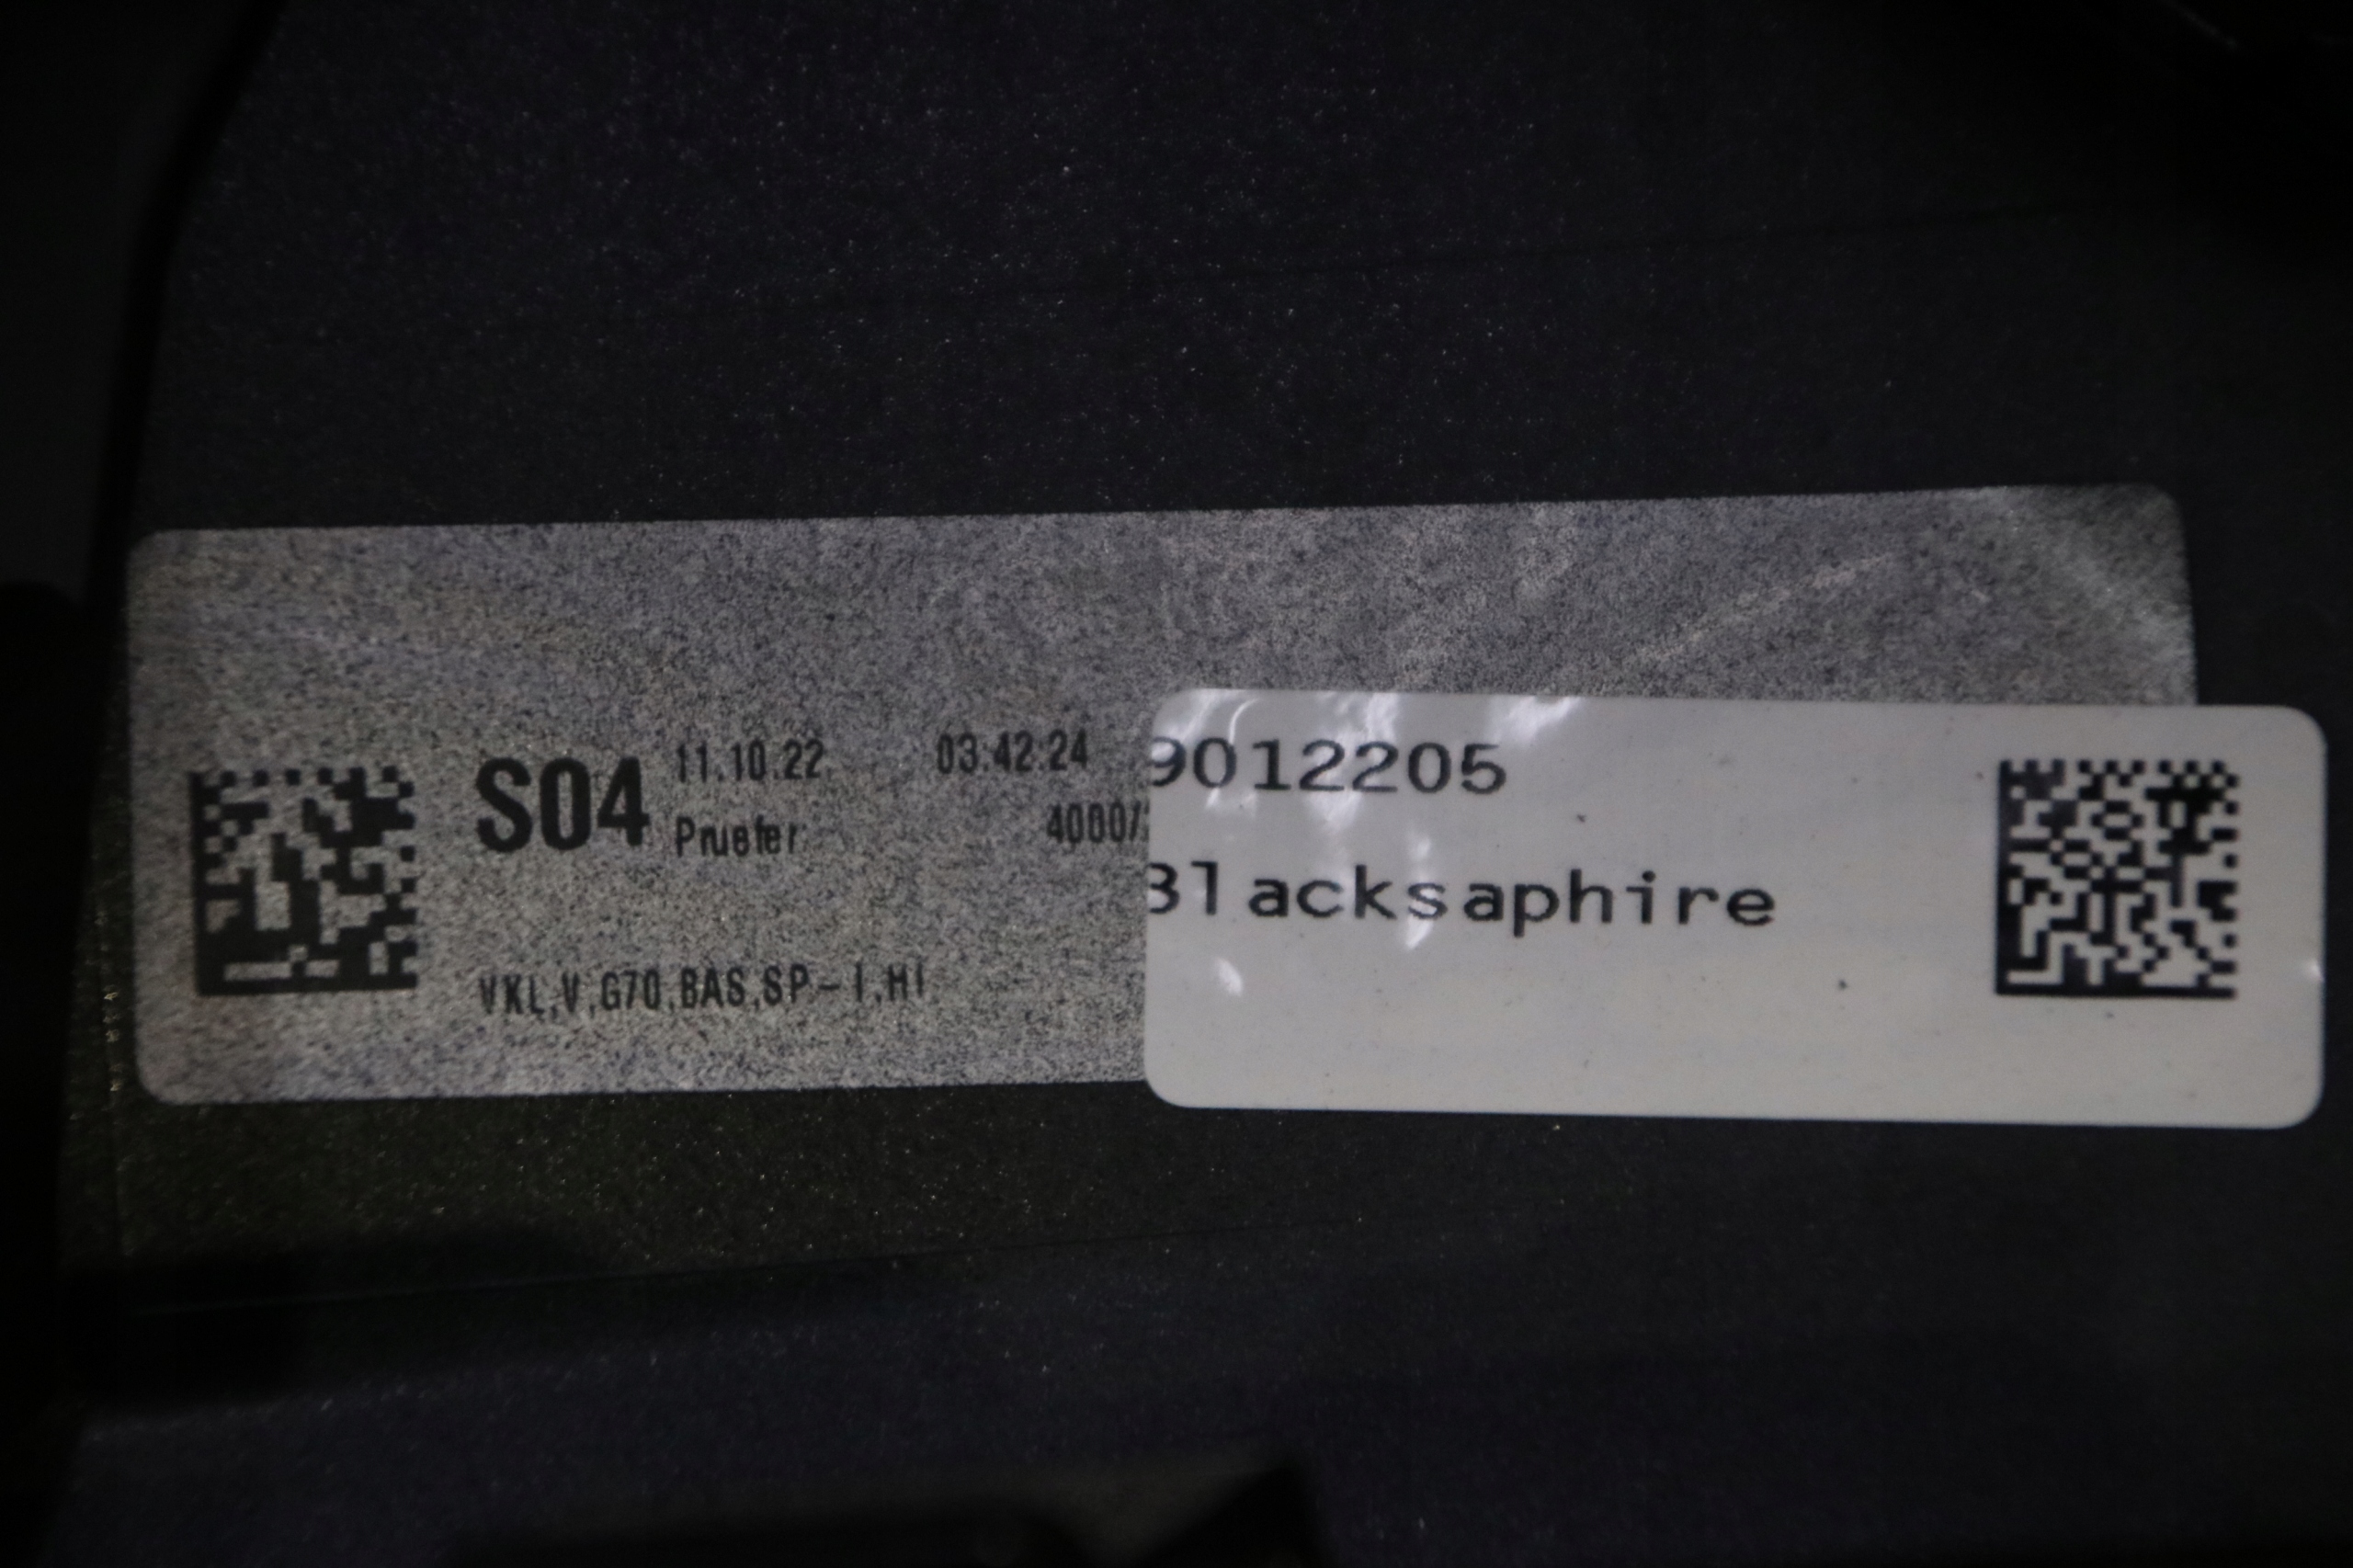 S04 11.10.22 03:42:24
Pruefer:
VKL,V,G70,BAS,SP-I,HI
9012205
Blacksaphire